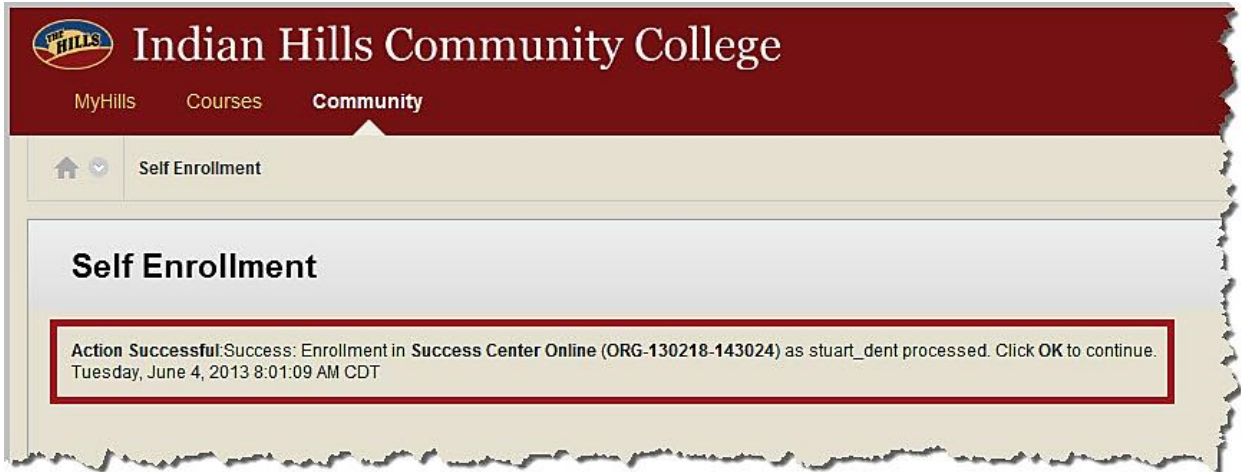 THE HILLS
Indian Hills Community College
MyHills Courses Community
Self Enrollment
Self Enrollment
Action Successful:Success: Enrollment in Success Center Online (ORG-130218-143024) as stuart_dent processed. Click OK to continue.
Tuesday, June 4, 2013 8:01:09 AM CDT